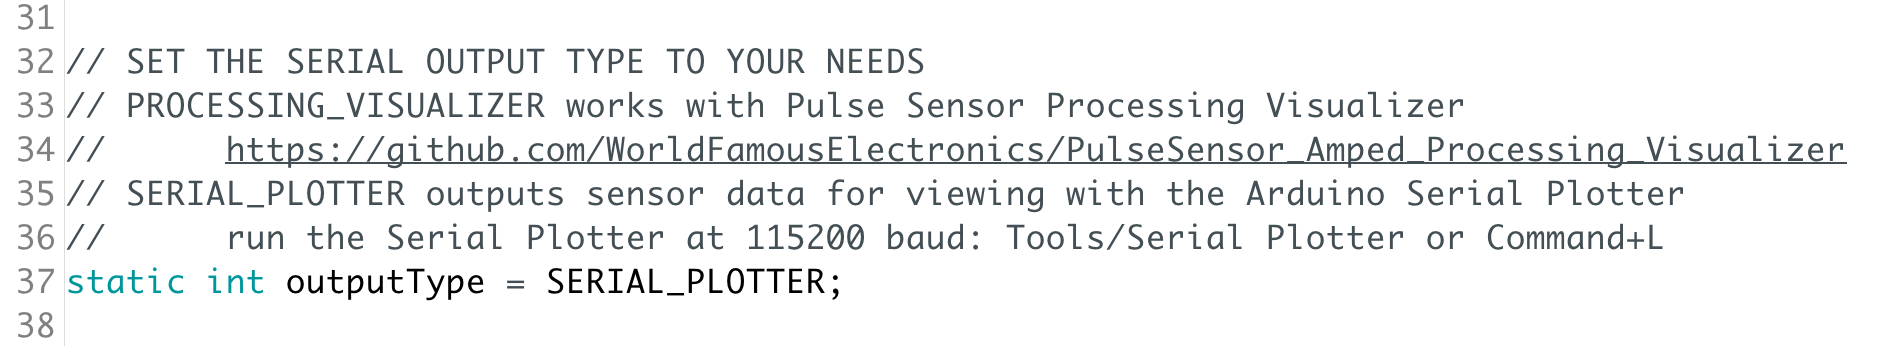 31
32 // SET THE SERIAL OUTPUT TYPE TO YOUR NEEDS
33 // PROCESSING_VISUALIZER works with Pulse Sensor Processing Visualizer
34 //      https://github.com/WorldFamousElectronics/PulseSensor_Amped_Processing_Visualizer
35 // SERIAL_PLOTTER outputs sensor data for viewing with the Arduino Serial Plotter
36 //      run the Serial Plotter at 115200 baud: Tools/Serial Plotter or Command+L
37 static int outputType = SERIAL_PLOTTER;
38